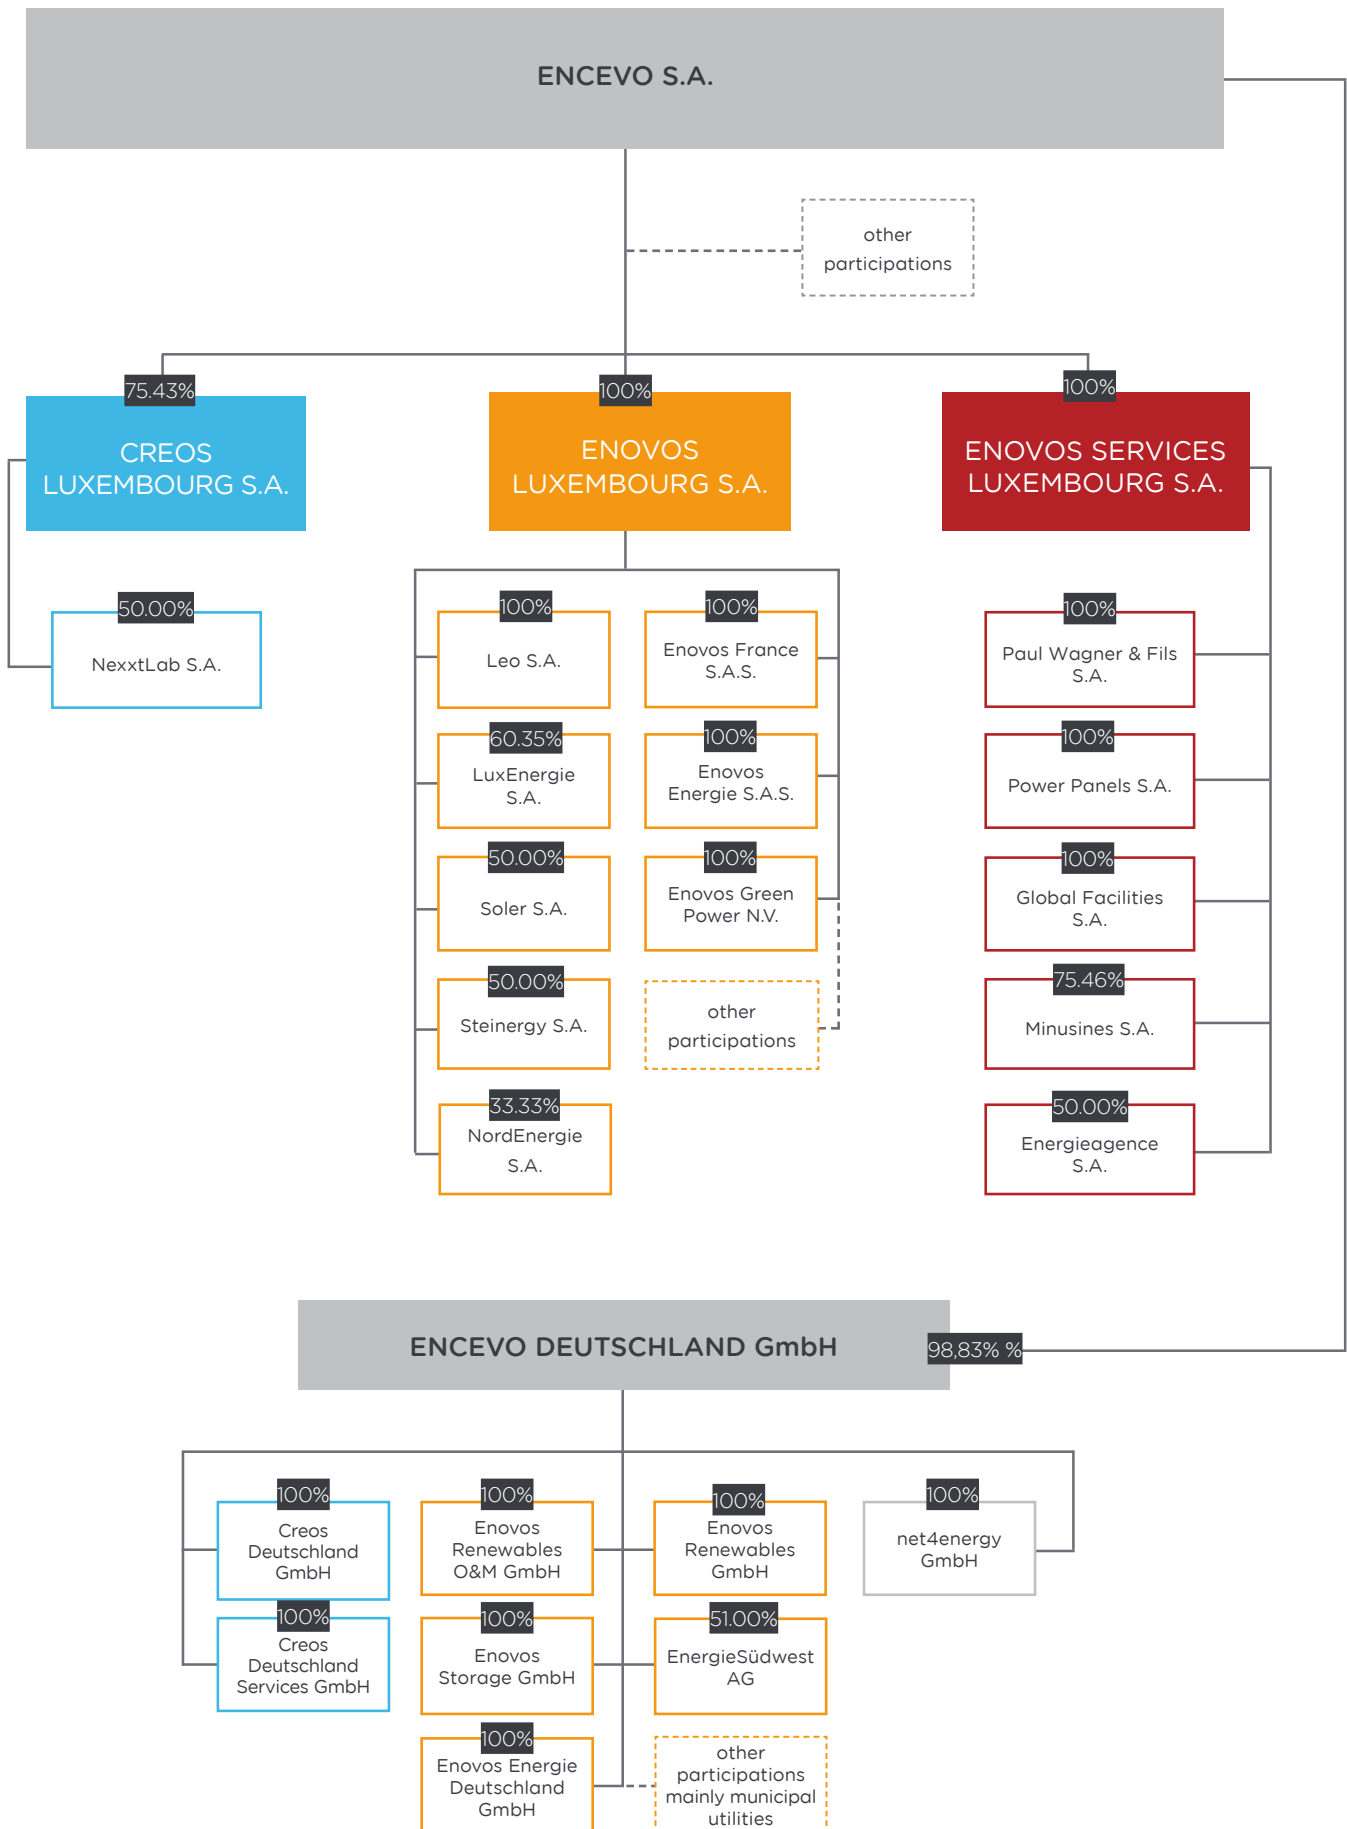 ENCEVO S.A.
other
participations
75.43%
CREOS
LUXEMBOURG S.A.
50.00%
NexxtLab S.A.
100%
ENOVOS
LUXEMBOURG S.A.
100%
Leo S.A.
60.35%
LuxEnergie
S.A.
50.00%
Soler S.A.
50.00%
Steinergy S.A.
33.33%
NordEnergie
S.A.
100%
Enovos France
S.A.S.
100%
Enovos
Energie S.A.S.
100%
Enovos Green
Power N.V.
other
participations
100%
ENOVOS SERVICES
LUXEMBOURG S.A.
100%
Paul Wagner & Fils
S.A.
100%
Power Panels S.A.
100%
Global Facilities
S.A.
75.46%
Minusines S.A.
50.00%
Energieagence
S.A.
ENCEVO DEUTSCHLAND GmbH
98,83% %
100%
Creos
Deutschland
GmbH
100%
Creos
Deutschland
Services GmbH
100%
Enovos
Renewables
O&M GmbH
100%
Enovos
Storage GmbH
100%
Enovos Energie
Deutschland
GmbH
100%
Enovos
Renewables
GmbH
51.00%
EnergieSüdwest
AG
other
participations
mainly municipal
utilities
100%
net4energy
GmbH